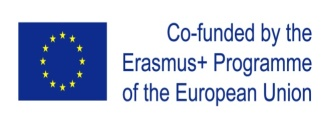 Co-funded by the
Erasmus+ Programme
of the European Union